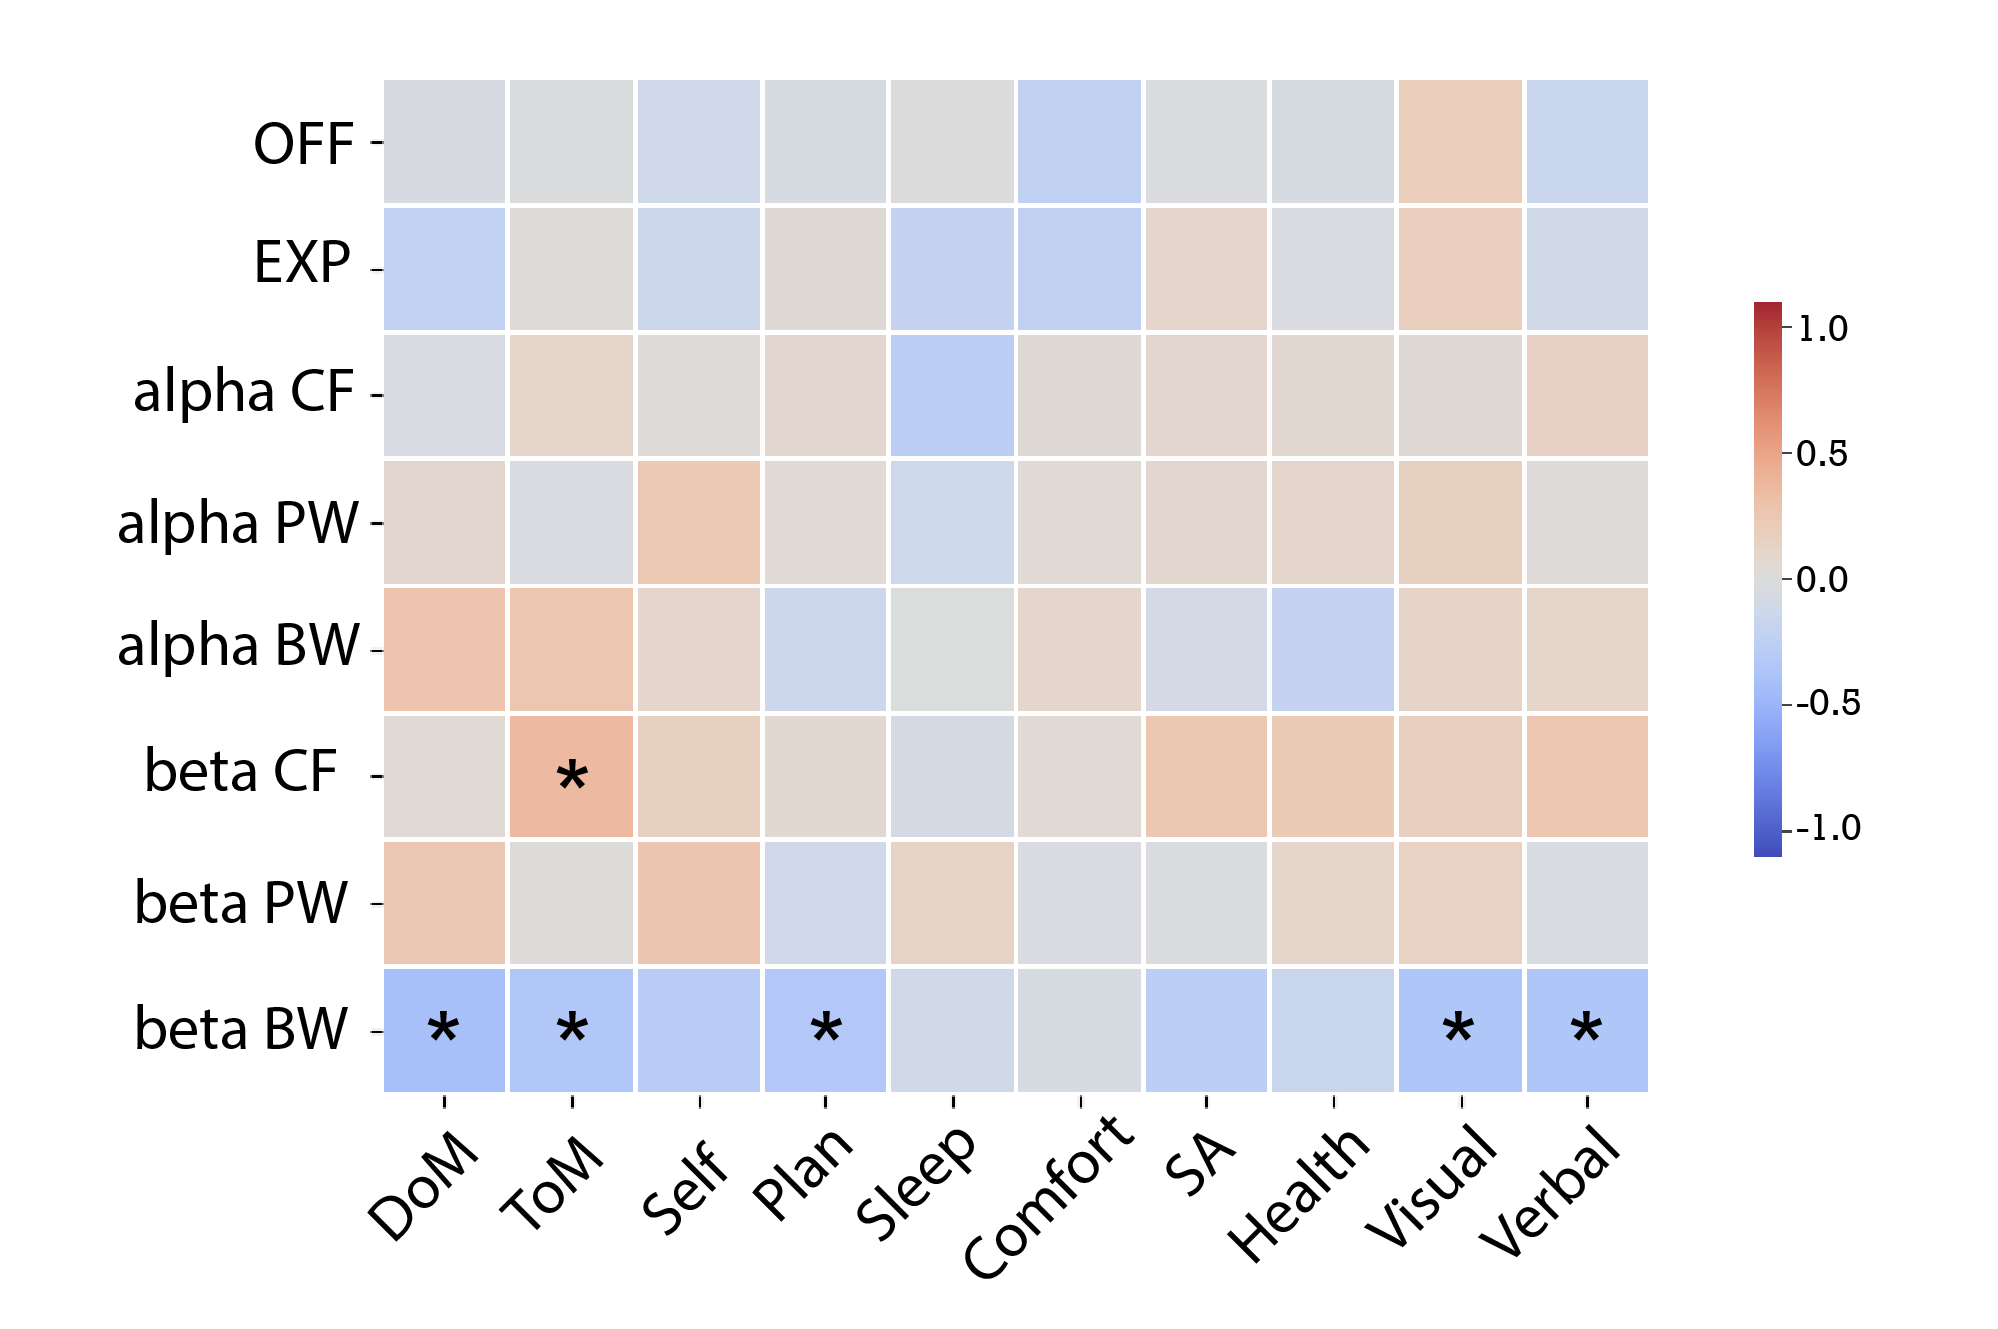 OFF
EXP
alpha CF
alpha PW
alpha BW
beta CF
*
beta PW
beta BW
* * * * *
DoM ToM Self Plan Sleep Comfort SA Health Visual Verbal
1.0
0.5
0.0
-0.5
-1.0